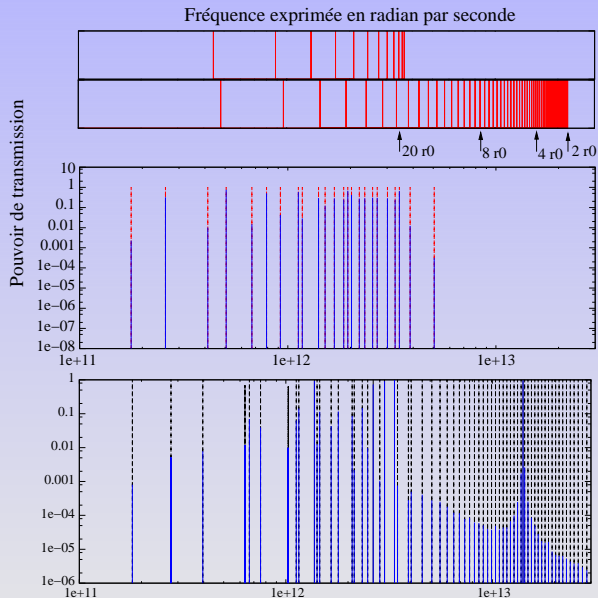 Fréquence exprimée en radian par seconde
20 r0
8 r0
4 r0
2 r0
Pouvoir de transmission
10
1
0.1
0.01
0.001
1e-04
1e-05
1e-06
1e-07
1e-08
1e+11
1e+12
1e+13
1
0.1
0.01
0.001
1e-04
1e-05
1e-06
1e+11
1e+12
1e+13